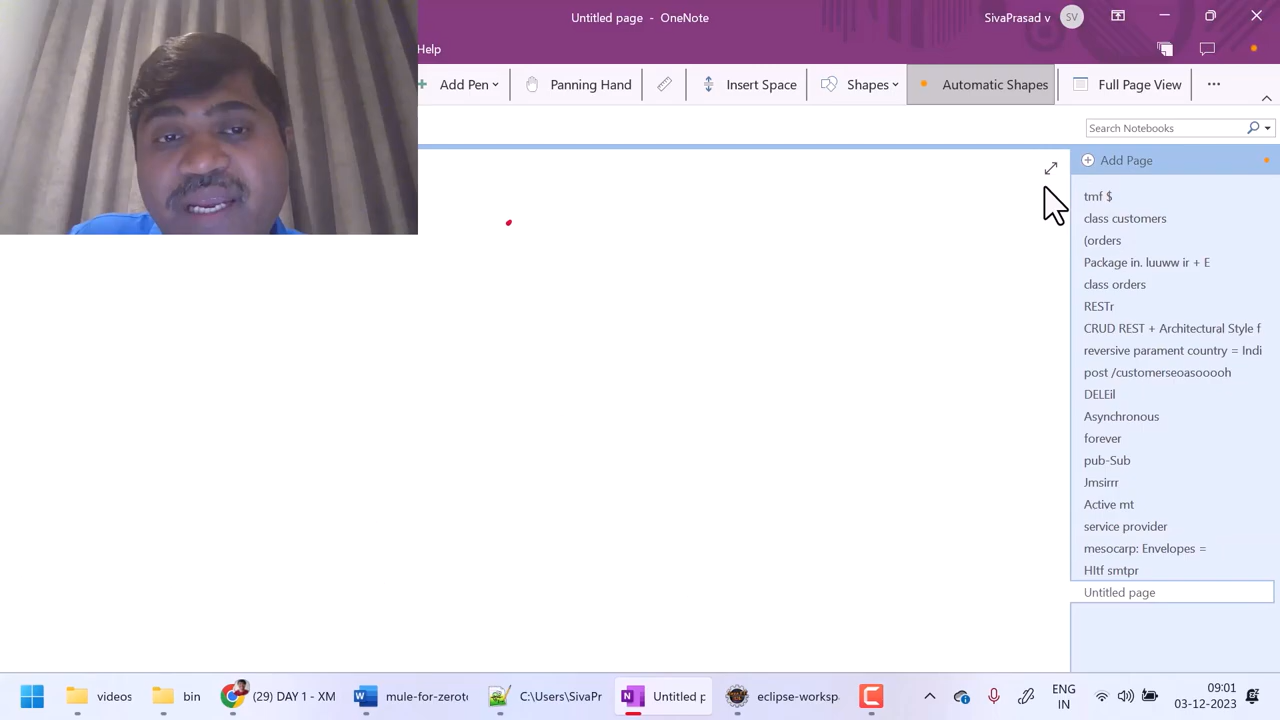 Untitled page - OneNote
SivaPrasad v
SV
Help
Add Pen
Panning Hand
Insert Space
Shapes
Automatic Shapes
Full Page View
Search Notebooks
Add Page
tmf $
class customers
(orders
Package in. luuww ir + E
class orders
RESTr
CRUD REST + Architectural Style f
reversive parament country = Indi
post /customerseoasooooh
DELEil
Asynchronous
forever
pub-Sub
Jmsirrr
Active mt
service provider
mesocarp: Envelopes =
HItf smtpr
Untitled page
videos
bin
(29) DAY 1 - XM
mule-for-zeroto
C:\Users\SivaPr
Untitled p
eclipse-worksp
ENG
IN
09:01
03-12-2023